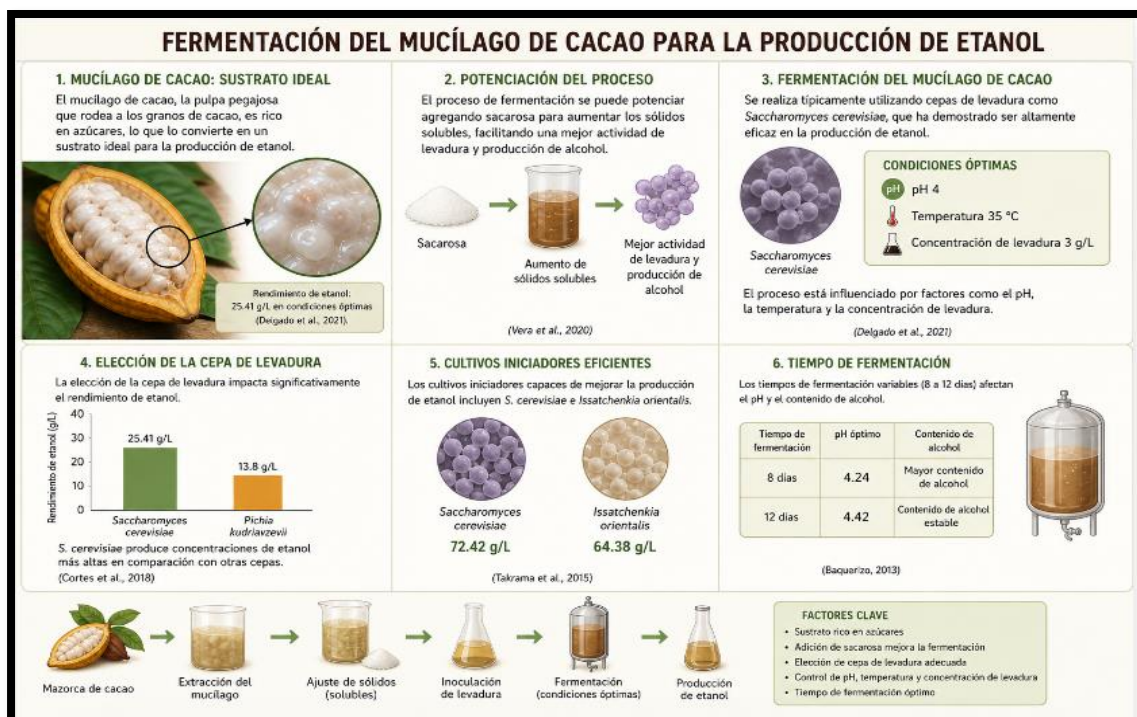 FERMENTACIÓN DEL MUCÍLAGO DE CACAO PARA LA PRODUCCIÓN DE ETANOL
1. MUCÍLAGO DE CACAO: SUSTRATO IDEAL
El mucílago de cacao, la pulpa pegajosa
que rodea a los granos de cacao, es rico
en azúcares, lo que lo convierte en un
sustrato ideal para la producción de etanol.
Rendimiento de etanol:
25.41 g/L en condiciones óptimas
(Delgado et al., 2021).
2. POTENCIACIÓN DEL PROCESO
El proceso de fermentación se puede potenciar
agregando sacarosa para aumentar los sólidos
solubles, facilitando una mejor actividad de
levadura y producción de alcohol.
Sacarosa
Aumento de
sólidos solubles
Mejor actividad
de levadura y
producción de
alcohol
(Vera et al., 2020)
3. FERMENTACIÓN DEL MUCÍLAGO DE CACAO
Se realiza típicamente utilizando cepas de levadura como
Saccharomyces cerevisiae, que ha demostrado ser altamente
eficaz en la producción de etanol.
Saccharomyces
cerevisiae
CONDICIONES ÓPTIMAS
pH pH 4
Temperatura 35 °C
Concentración de levadura 3 g/L
El proceso está influenciado por factores como el pH,
la temperatura y la concentración de levadura.
(Delgado et al., 2021)
4. ELECCIÓN DE LA CEPA DE LEVADURA
La elección de la cepa de levadura impacta significativamente
el rendimiento de etanol.
Rendimiento de etanol (g/L)
40
30
20
10
0
25.41 g/L
13.8 g/L
Saccharomyces
cerevisiae
Pichia
kudriavzevii
S. cerevisiae produce concentraciones de etanol
más altas en comparación con otras cepas.
(Cortes et al., 2018)
5. CULTIVOS INICIADORES EFICIENTES
Los cultivos iniciadores capaces de mejorar la producción
de etanol incluyen S. cerevisiae e Issatchenkia orientalis.
Saccharomyces
cerevisiae
72.42 g/L
Issatchenkia
orientalis
64.38 g/L
(Takrama et al., 2015)
6. TIEMPO DE FERMENTACIÓN
Los tiempos de fermentación variables (8 a 12 días) afectan
el pH y el contenido de alcohol.
Tiempo de
fermentación
pH óptimo
Contenido de
alcohol
8 días
4.24
Mayor contenido
de alcohol
12 días
4.42
Contenido de alcohol
estable
(Baquerizo, 2013)
Mazorca de cacao
Extracción del
mucílago
Ajuste de sólidos
(solubles)
Inoculación
de levadura
Fermentación
(condiciones óptimas)
Producción
de etanol
FACTORES CLAVE
• Sustrato rico en azúcares
• Adición de sacarosa mejora la fermentación
• Elección de cepa de levadura adecuada
• Control de pH, temperatura y concentración de levadura
• Tiempo de fermentación óptimo